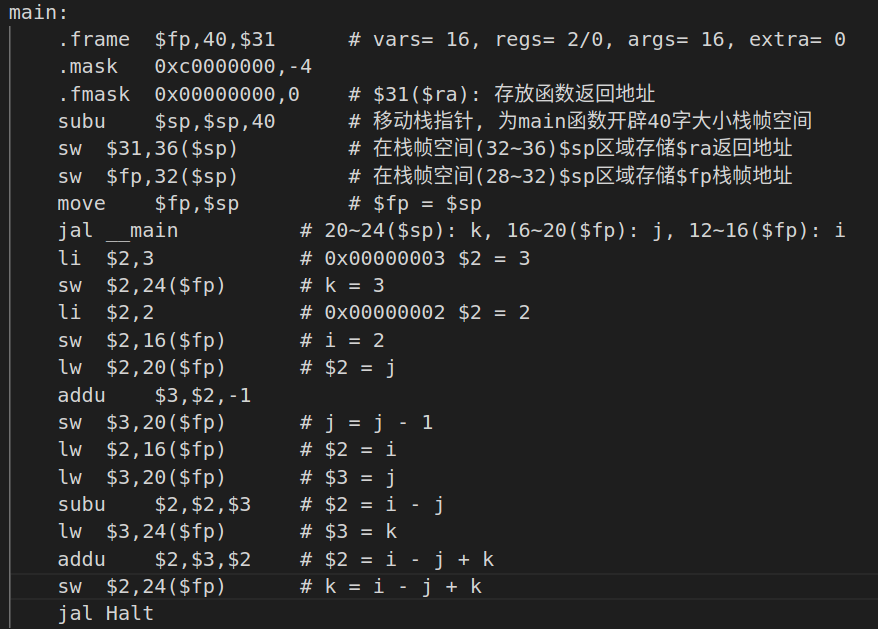 main:
    .frame  $fp,40,$31      # vars= 16, regs= 2/0, args= 16, extra= 0
    .mask   0xc0000000,-4
    .fmask  0x00000000,0    # $31($ra): 存放函数返回地址
    subu    $sp,$sp,40      # 移动栈指针, 为main函数开辟40字大小栈帧空间
    sw  $31,36($sp)         # 在栈帧空间(32~36)$sp区域存储$ra返回地址
    sw  $fp,32($sp)         # 在栈帧空间(28~32)$sp区域存储$fp栈帧地址
    move    $fp,$sp         # $fp = $sp
    jal __main          # 20~24($sp): k, 16~20($fp): j, 12~16($fp): i
    li  $2,3            # 0x00000003 $2 = 3
    sw  $2,24($fp)      # k = 3
    li  $2,2            # 0x00000002 $2 = 2
    sw  $2,16($fp)      # i = 2
    lw  $2,20($fp)      # $2 = j
    addu    $3,$2,-1
    sw  $3,20($fp)      # j = j - 1
    lw  $2,16($fp)      # $2 = i
    lw  $3,20($fp)      # $3 = j
    subu    $2,$2,$3    # $2 = i - j
    lw  $3,24($fp)      # $3 = k
    addu    $2,$3,$2    # $2 = i - j + k
    sw  $2,24($fp)      # k = i - j + k
    jal Halt